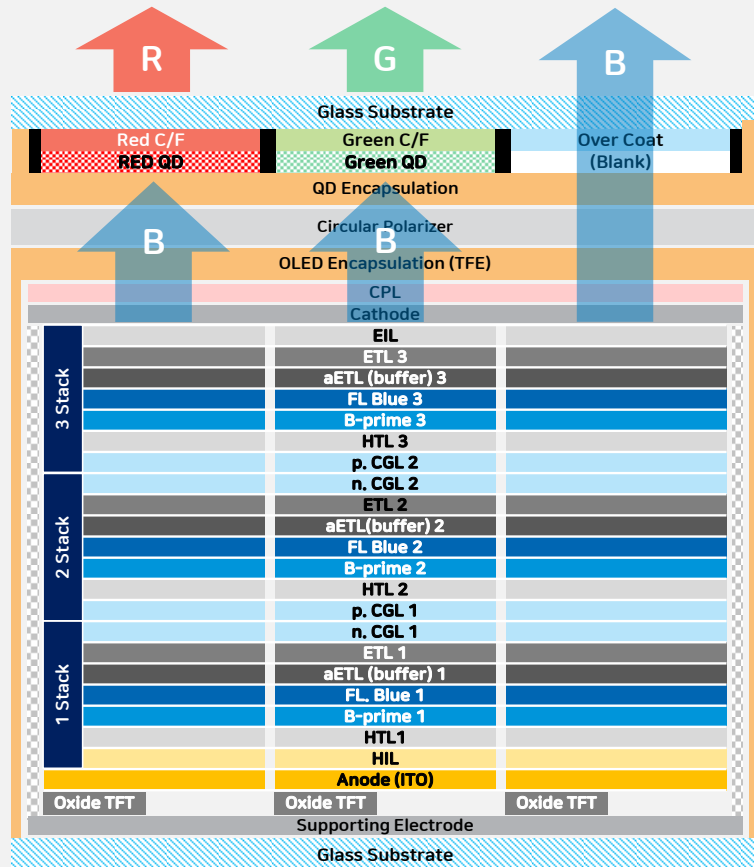 R
G
B
Glass Substrate
Red C/F
Green C/F
Over Coat
RED QD
Green QD
(Blank)
QD Encapsulation
Circular Polarizer
B
B
OLED Encapsulation (TFE)
CPL
Cathode
3 Stack
EIL
ETL 3
aETL (buffer) 3
FL Blue 3
B-prime 3
HTL 3
p. CGL 2
2 Stack
n. CGL 2
ETL 2
aETL(buffer) 2
FL Blue 2
B-prime 2
HTL 2
p. CGL 1
1 Stack
n. CGL 1
ETL 1
aETL (buffer) 1
FL. Blue 1
B-prime 1
HTL1
HIL
Anode (ITO)
Oxide TFT
Oxide TFT
Oxide TFT
Supporting Electrode
Glass Substrate